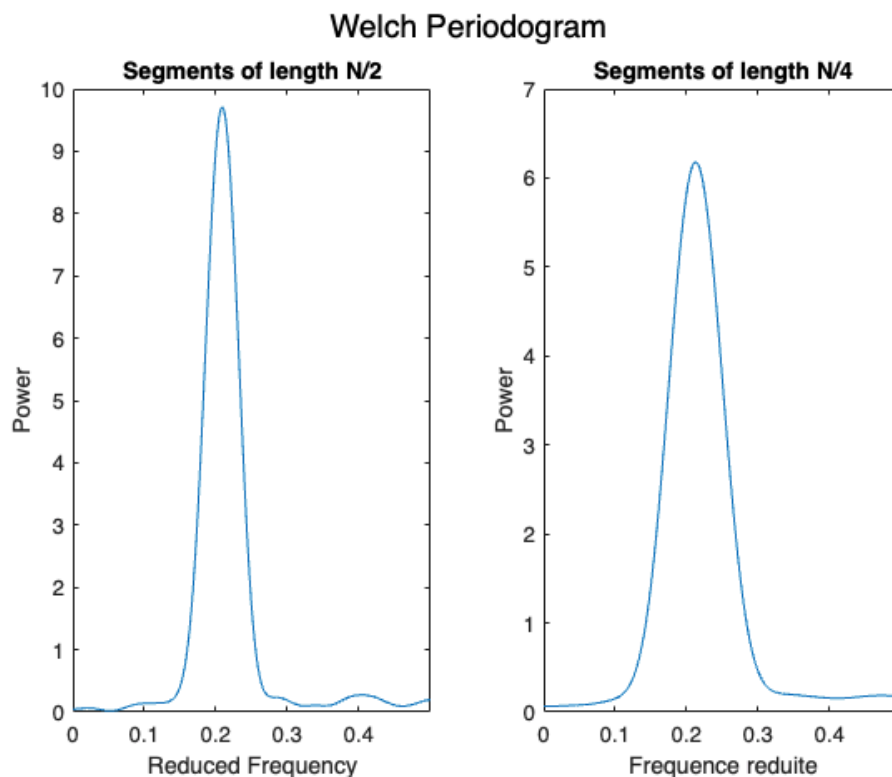 Welch Periodogram
Segments of length N/2
10
9
8
7
6
5
4
3
2
1
0
Power
0 0.1 0.2 0.3 0.4
Reduced Frequency
Segments of length N/4
7
6
5
4
3
2
1
0
Power
0 0.1 0.2 0.3 0.4
Frequence reduite